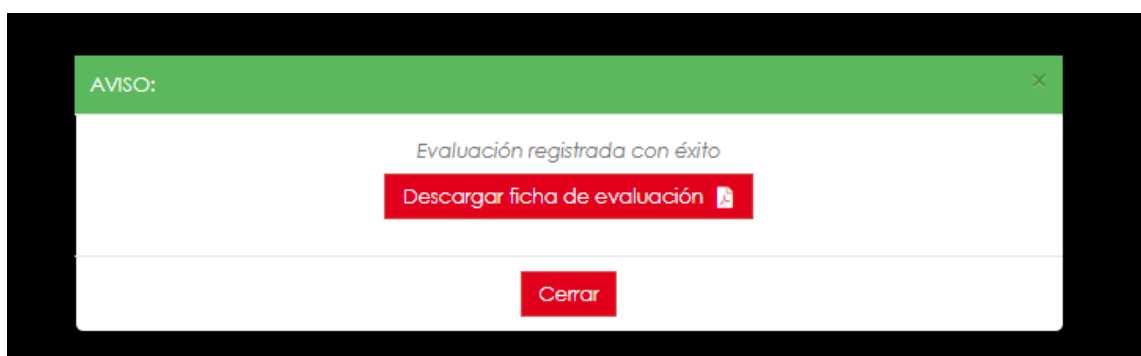 AVISO:
Evaluación registrada con éxito
Descargar ficha de evaluación
Cerrar